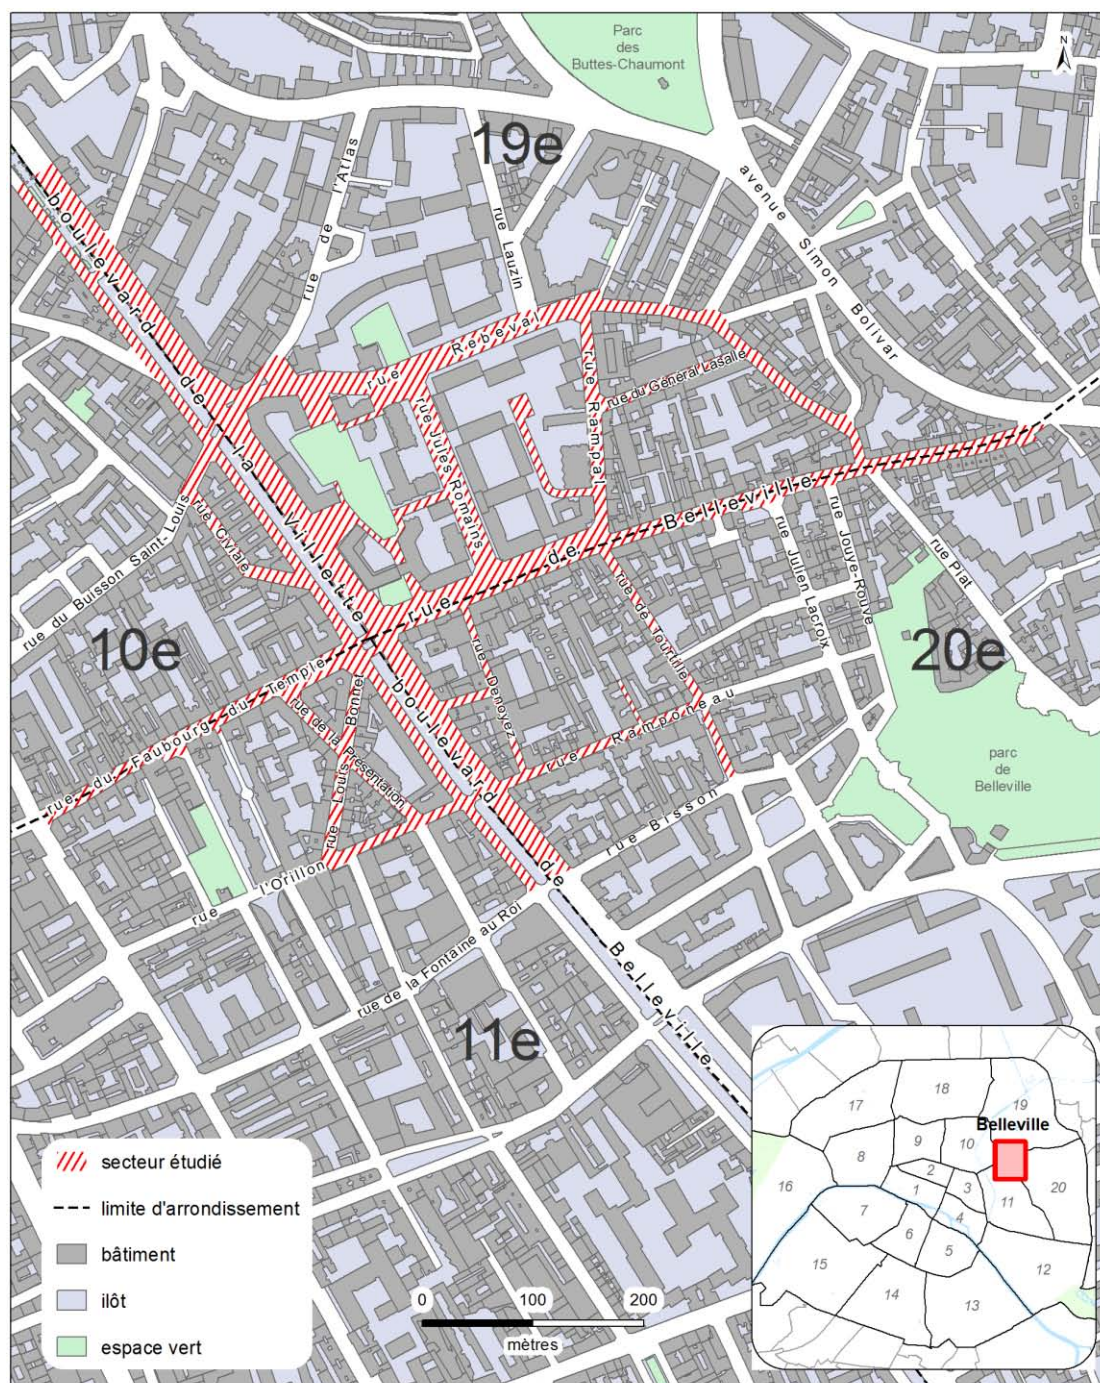 Parc
des
Buttes-Chaumont
N
19e
rue de l'Atlas
rue Lauzin
avenue Simon Bolivar
boulevard de la Villette
rue Rebeval
rue Rampal
rue du Général Lasalle
rue Jules Romains
rue de Belleville
rue du Buisson Saint-Louis
rue Civiale
rue Julien Lacroix
rue Jouye-Rouve
rue Piat
10e
20e
rue du Faubourg du Temple
rue Denoyez
rue de Tourtille
rue Ramponeau
rue Louis Bonnet
rue de la Présentation
boulevard de Belleville
parc
de
Belleville
rue Bisson
rue l'Orillon
rue de la Fontaine au Roi
11e
secteur étudié
limite d'arrondissement
bâtiment
ilôt
espace vert
0 100 200
mètres
18
17
19
Belleville
9
10
8
2
16
3
20
1
11
7
4
6
5
15
12
14
13